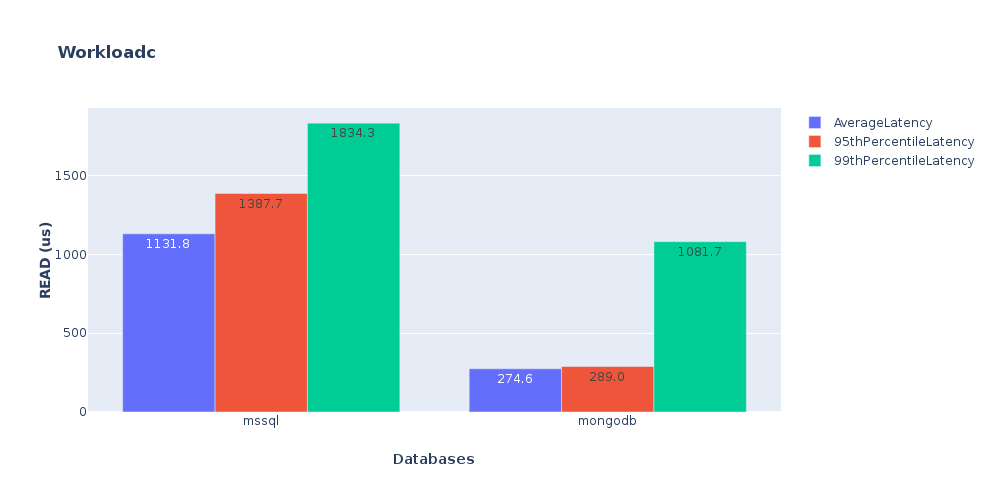 Workloadc
AverageLatency
95thPercentileLatency
99thPercentileLatency
READ (us)
1500
1000
500
0
1131.8
1387.7
1834.3
274.6
289.0
1081.7
mssql
mongodb
Databases